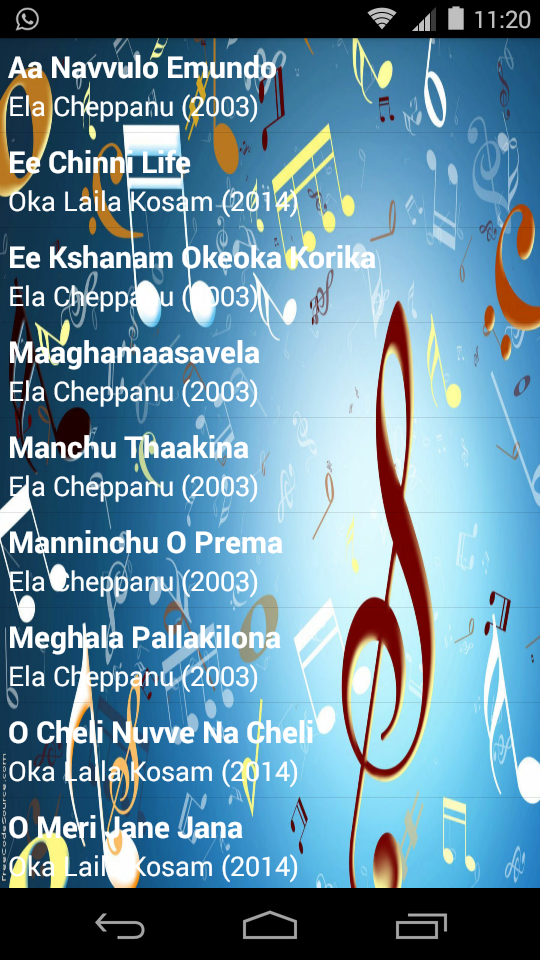 11:20
Aa Navvulo Emundo
Ela Cheppanu (2003)
Ee Chinni Life
Oka Laila Kosam (2014)
Ee Kshanam Okeoka Korika
Ela Cheppanu (2003)
Maaghamaasavela
Ela Cheppanu (2003)
Manchu Thaakina
Ela Cheppanu (2003)
Manninchu O Prema
Ela Cheppanu (2003)
Meghala Pallakilona
Ela Cheppanu (2003)
O Cheli Nuvve Na Cheli
Oka Laila Kosam (2014)
O Meri Jane Jana
Oka Laila Kosam (2014)
FreeCodeSource.com